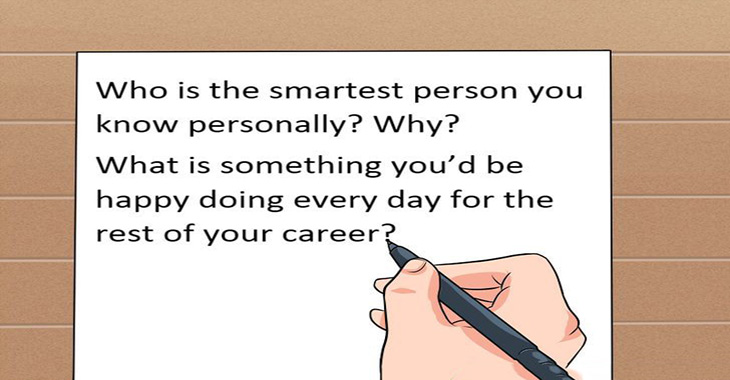 Who is the smartest person you
know personally? Why?
What is something you’d be
happy doing every day for the
rest of your career?